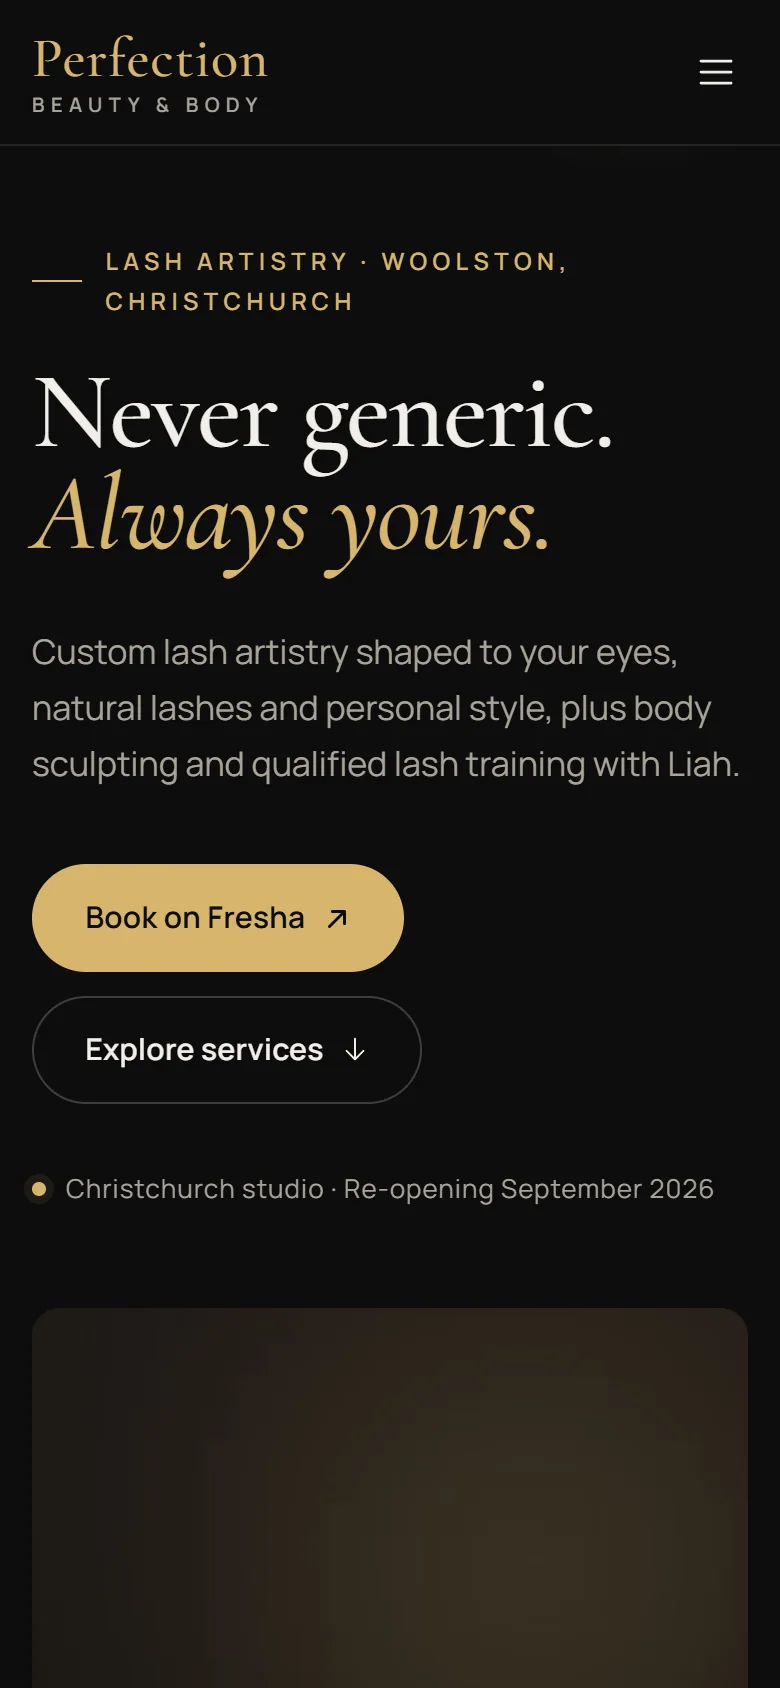 Perfection
BEAUTY & BODY
LASH ARTISTRY · WOOLSTON,
CHRISTCHURCH
Never generic.
Always yours.
Custom lash artistry shaped to your eyes,
natural lashes and personal style, plus body
sculpting and qualified lash training with Liah.
Book on Fresha ↗
Explore services ↓
Christchurch studio · Re-opening September 2026